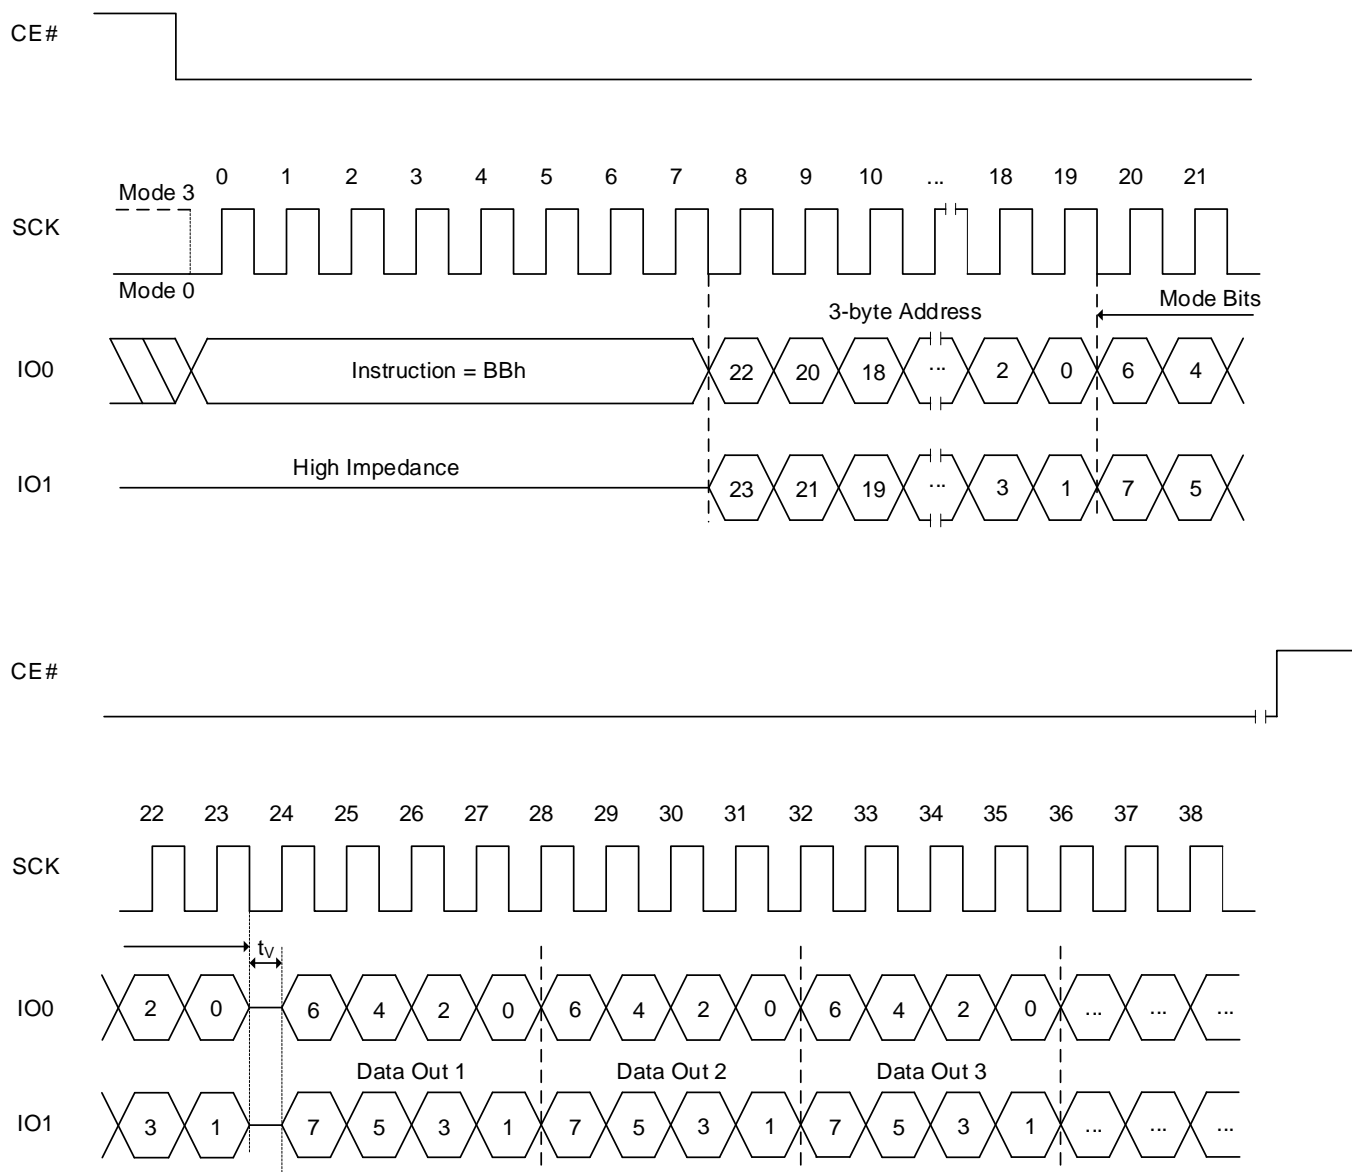 CE#
0 1 2 3 4 5 6 7 8 9 10 ... 18 19 20 21
Mode 3
SCK
Mode 0
3-byte Address
Mode Bits
IO0
Instruction = BBh
22 20 18 ... 2 0 6 4
High Impedance
IO1
23 21 19 ... 3 1 7 5
CE#
22 23 24 25 26 27 28 29 30 31 32 33 34 35 36 37 38
SCK
tV
IO0
2 0 6 4 2 0 6 4 2 0 6 4 2 0 ... ... ...
Data Out 1 Data Out 2 Data Out 3
IO1
3 1 7 5 3 1 7 5 3 1 7 5 3 1 ... ... ...